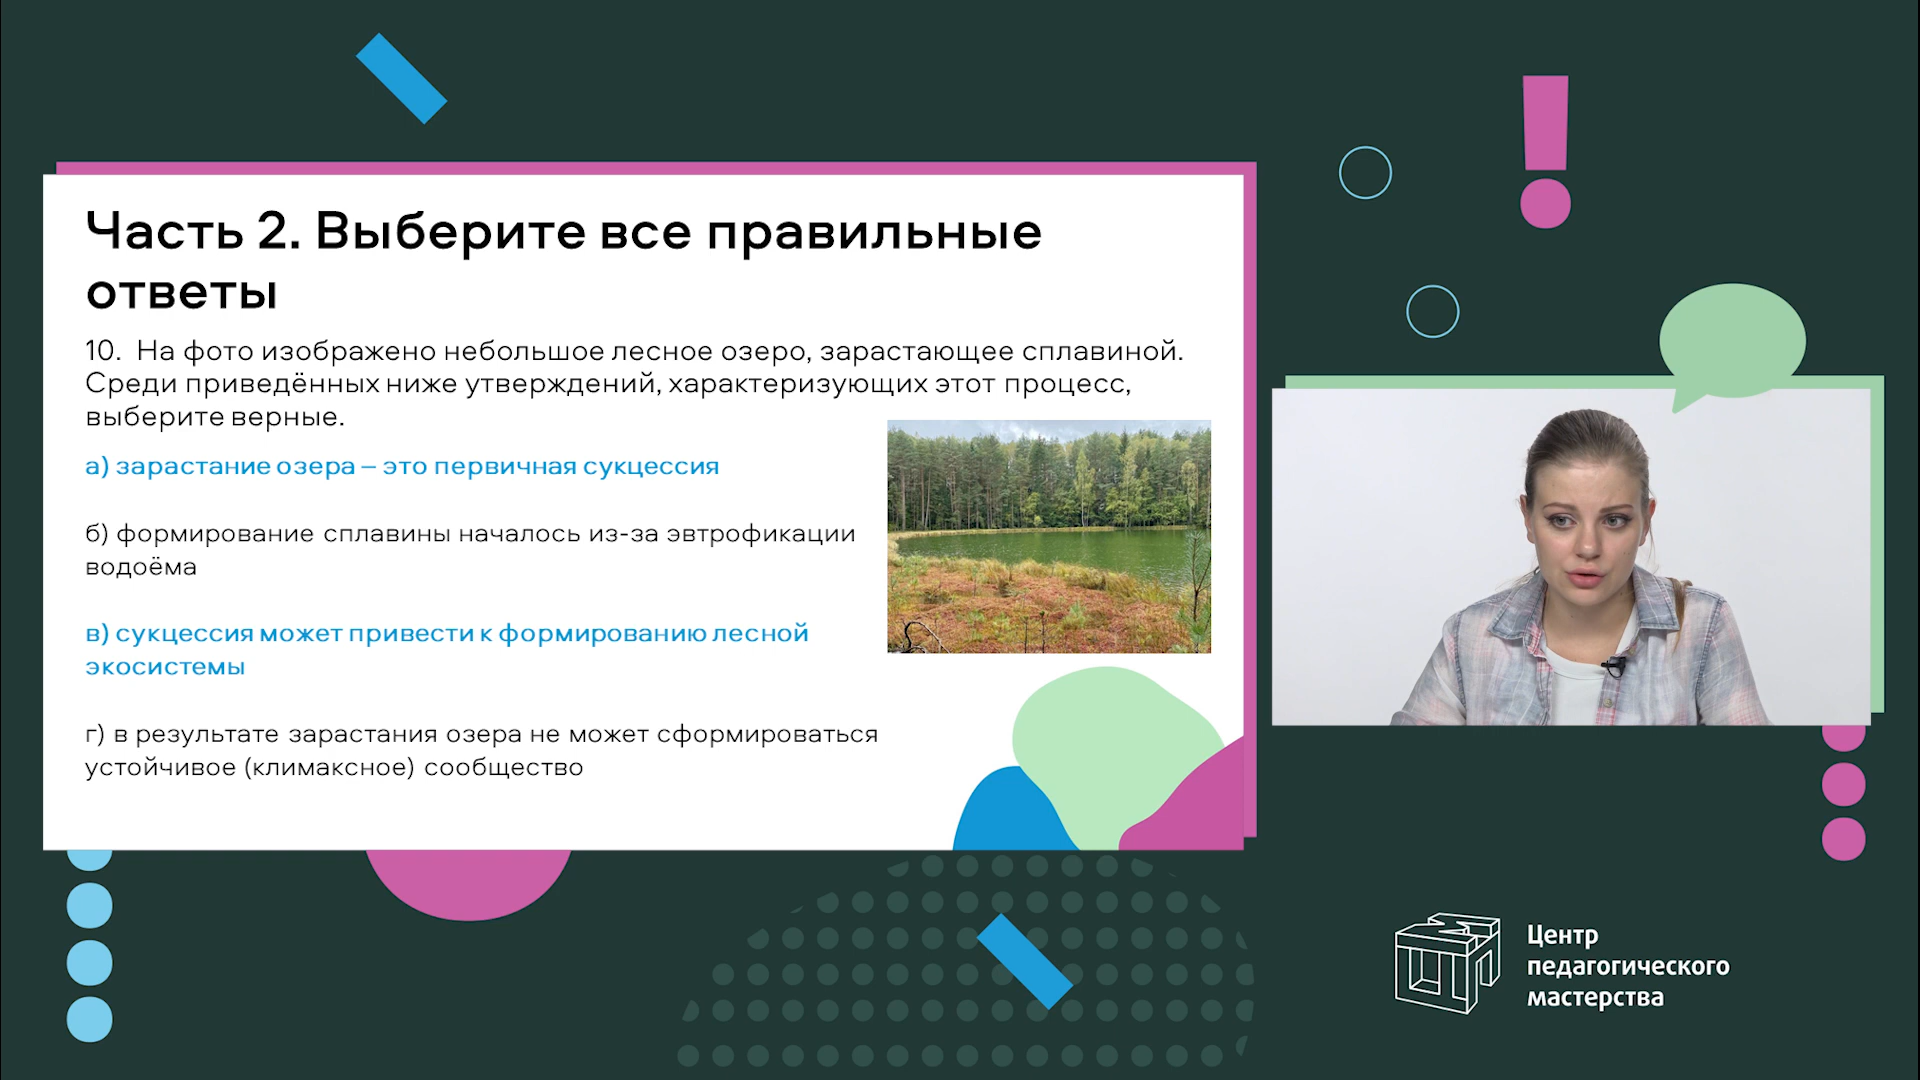 Часть 2. Выберите все правильные
ответы
10. На фото изображено небольшое лесное озеро, зарастающее сплавиной.
Среди приведённых ниже утверждений, характеризующих этот процесс,
выберите верные.
а) зарастание озера – это первичная сукцессия
б) формирование сплавины началось из-за эвтрофикации
водоёма
в) сукцессия может привести к формированию лесной
экосистемы
г) в результате зарастания озера не может сформироваться
устойчивое (климаксное) сообщество
Центр
педагогического
мастерства